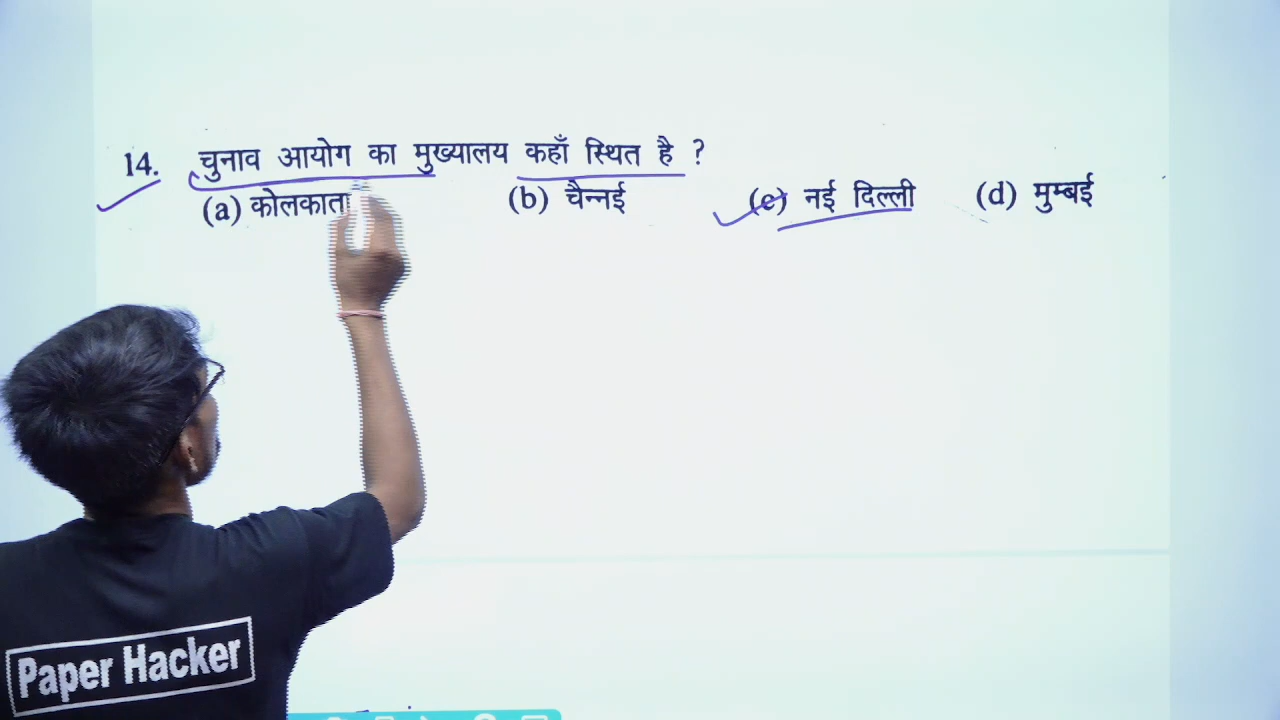 14. चुनाव आयोग का मुख्यालय कहाँ स्थित है ?
(a) कोलकाता (b) चैन्नई (c) नई दिल्ली (d) मुम्बई
Paper Hacker